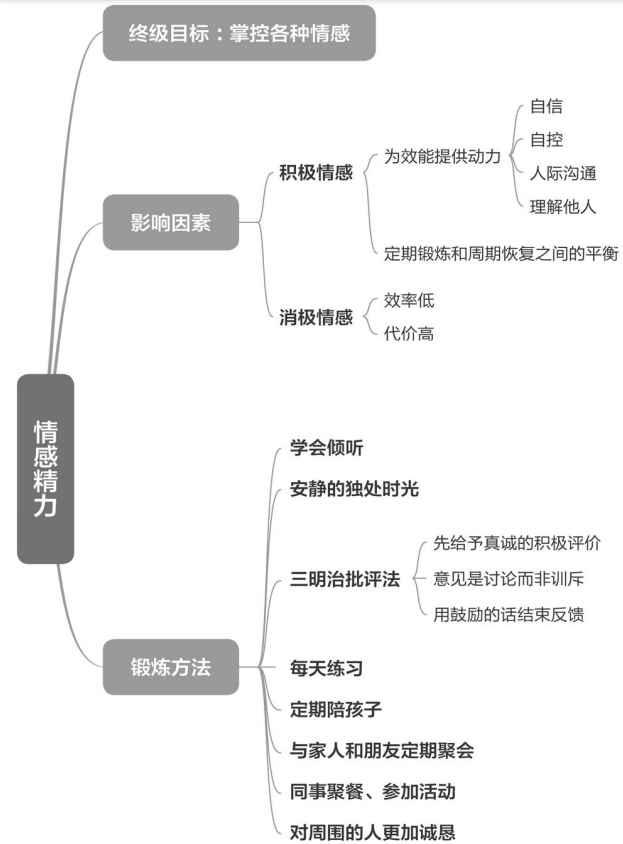 终级目标：掌控各种情感
影响因素
积极情感
为效能提供动力
自信
自控
人际沟通
理解他人
定期锻炼和周期恢复之间的平衡
消极情感
效率低
代价高
情感精力
锻炼方法
学会倾听
安静的独处时光
三明治批评法
先给予真诚的积极评价
意见是讨论而非训斥
用鼓励的话结束反馈
每天练习
定期陪孩子
与家人和朋友定期聚会
同事聚餐、参加活动
对周围的人更加诚恳